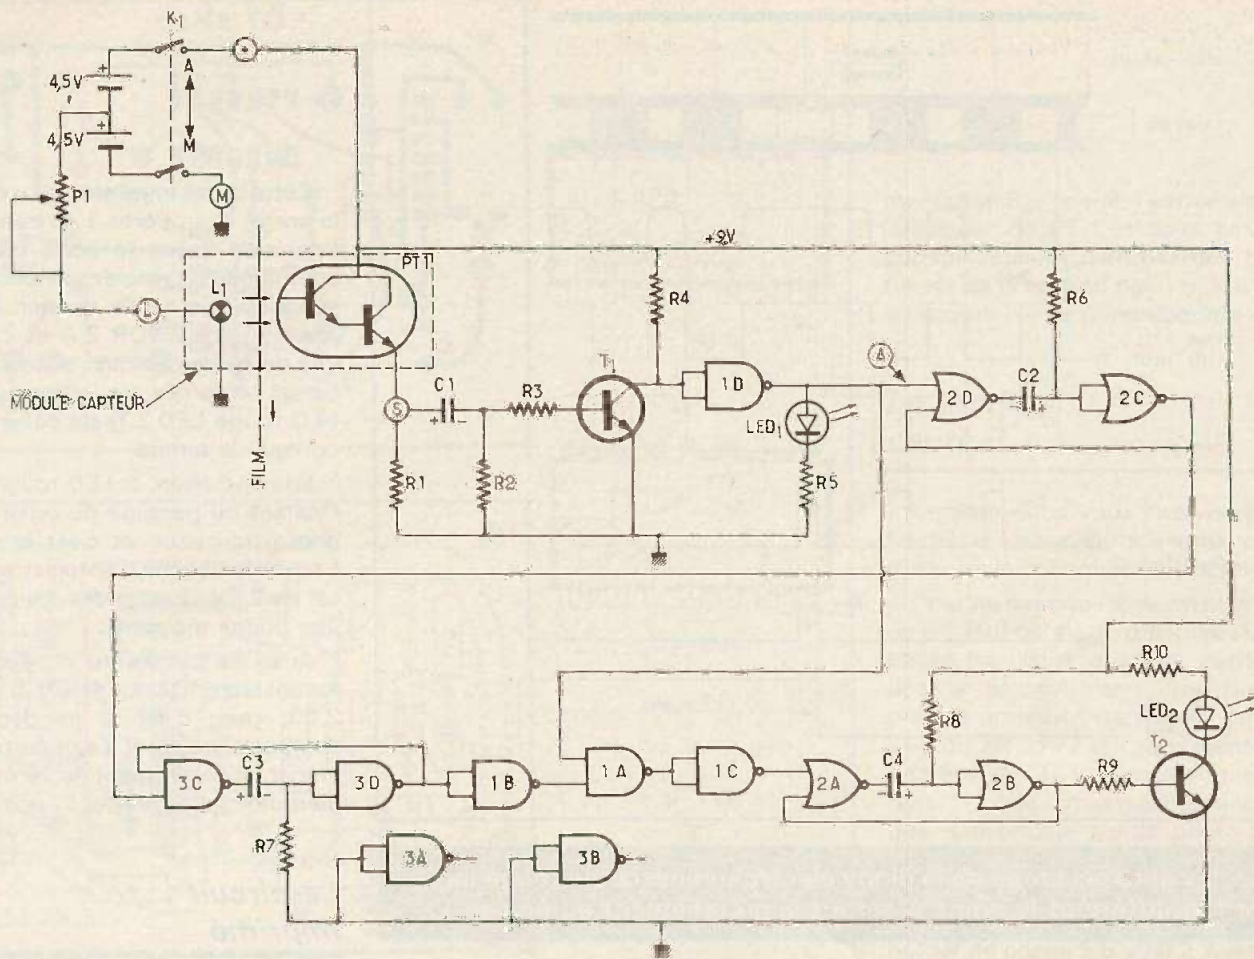 K1
+
4,5V
A
4,5V
+
M
M
P1
+9V
PT1
L1
L
R4
R6
T1
1D
A
2D
C2
2C
MODULE CAPTEUR
S
C1
R3
LED1
FILM
R1
R2
R5
R10
LED2
R8
T2
3C
C3
3D
1B
1A
1C
2A
C4
2B
R9
R7
3A
3B